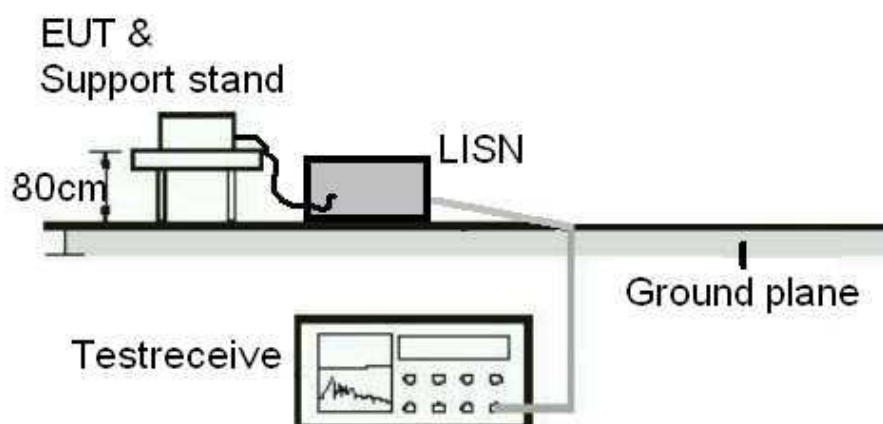 EUT &
Support stand
LISN
80cm
Ground plane
Testreceive